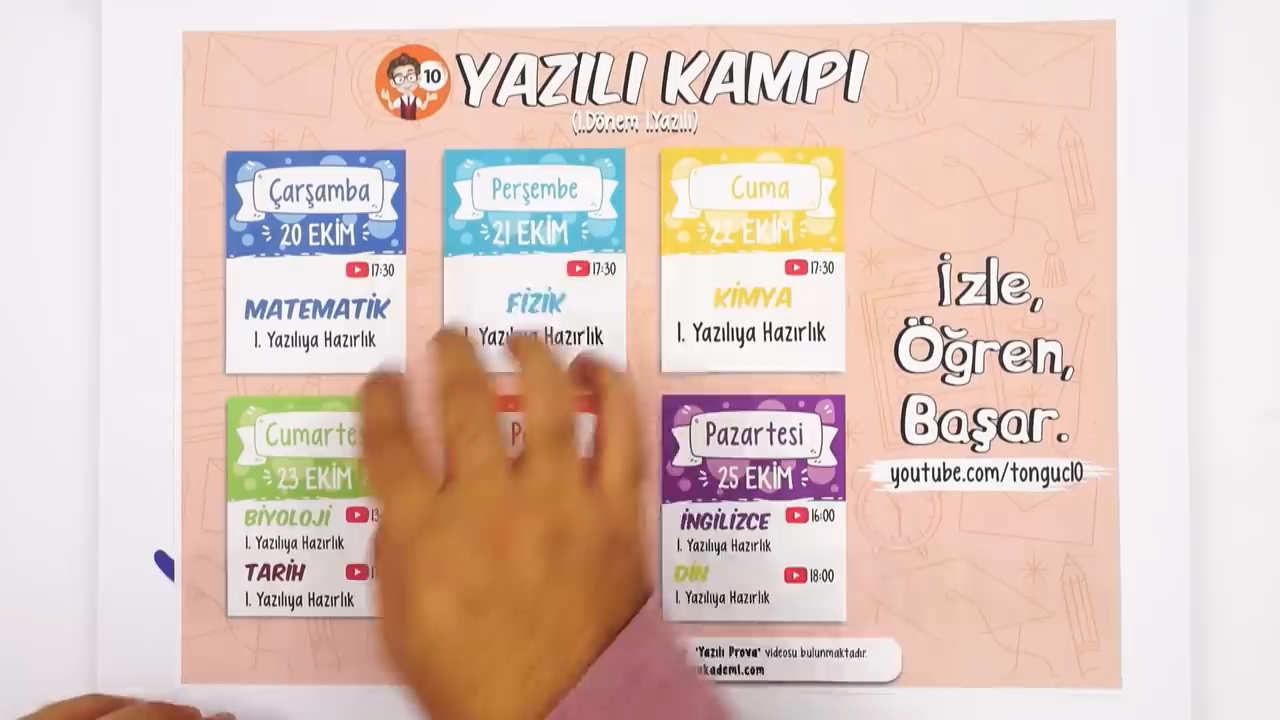 10 YAZILI KAMPI
(1.Dönem 1.Yazılı)
Çarşamba
20 EKİM
17:30
MATEMATİK
1. Yazılıya Hazırlık
Perşembe
21 EKİM
17:30
FİZİK
1. Yazılıya Hazırlık
Cuma
22 EKİM
17:30
KİMYA
1. Yazılıya Hazırlık
23 EKİM
BİYOLOJİ
1. Yazılıya Hazırlık
TARİH
1. Yazılıya Hazırlık
Pazartesi
25 EKİM
İNGİLİZCE 16:00
1. Yazılıya Hazırlık
DİN 18:00
1. Yazılıya Hazırlık
İzle,
Öğren,
Başar.
youtube.com/tonguc10
'Yazılı Prova' videosu bulunmaktadır.